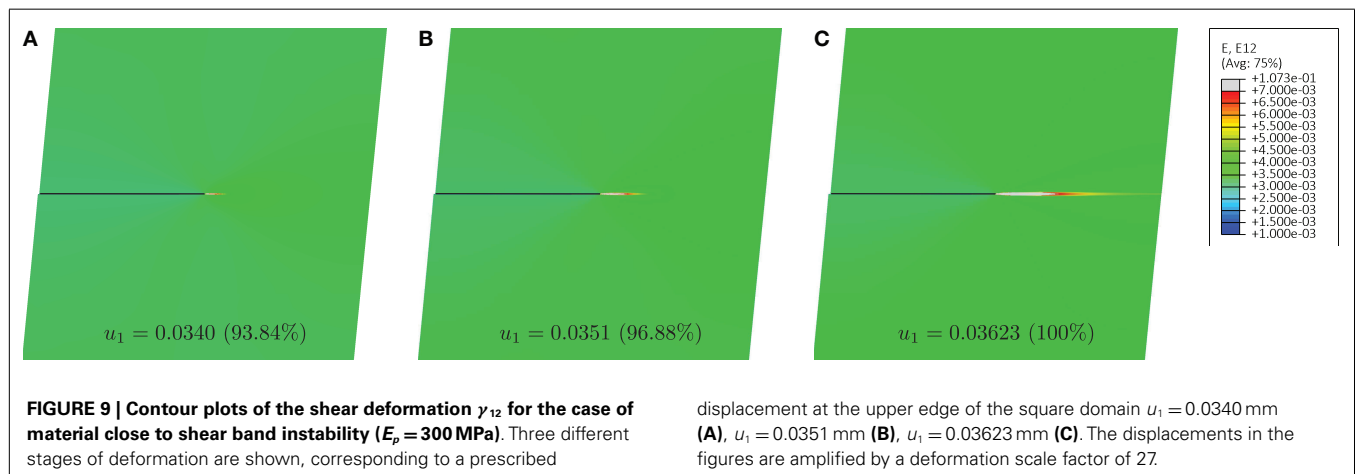 A
B
C
E, E12
(Avg: 75%)
+1.073e-01
+7.000e-03
+6.500e-03
+6.000e-03
+5.500e-03
+5.000e-03
+4.500e-03
+4.000e-03
+3.500e-03
+3.000e-03
+2.500e-03
+2.000e-03
+1.500e-03
+1.000e-03
u₁ = 0.0340 (93.84%)
u₁ = 0.0351 (96.88%)
u₁ = 0.03623 (100%)
FIGURE 9 | Contour plots of the shear deformation γ₁₂ for the case of
material close to shear band instability (Eₚ = 300 MPa). Three different
stages of deformation are shown, corresponding to a prescribed
displacement at the upper edge of the square domain u₁ = 0.0340 mm
(A), u₁ = 0.0351 mm (B), u₁ = 0.03623 mm (C). The displacements in the
figures are amplified by a deformation scale factor of 27.